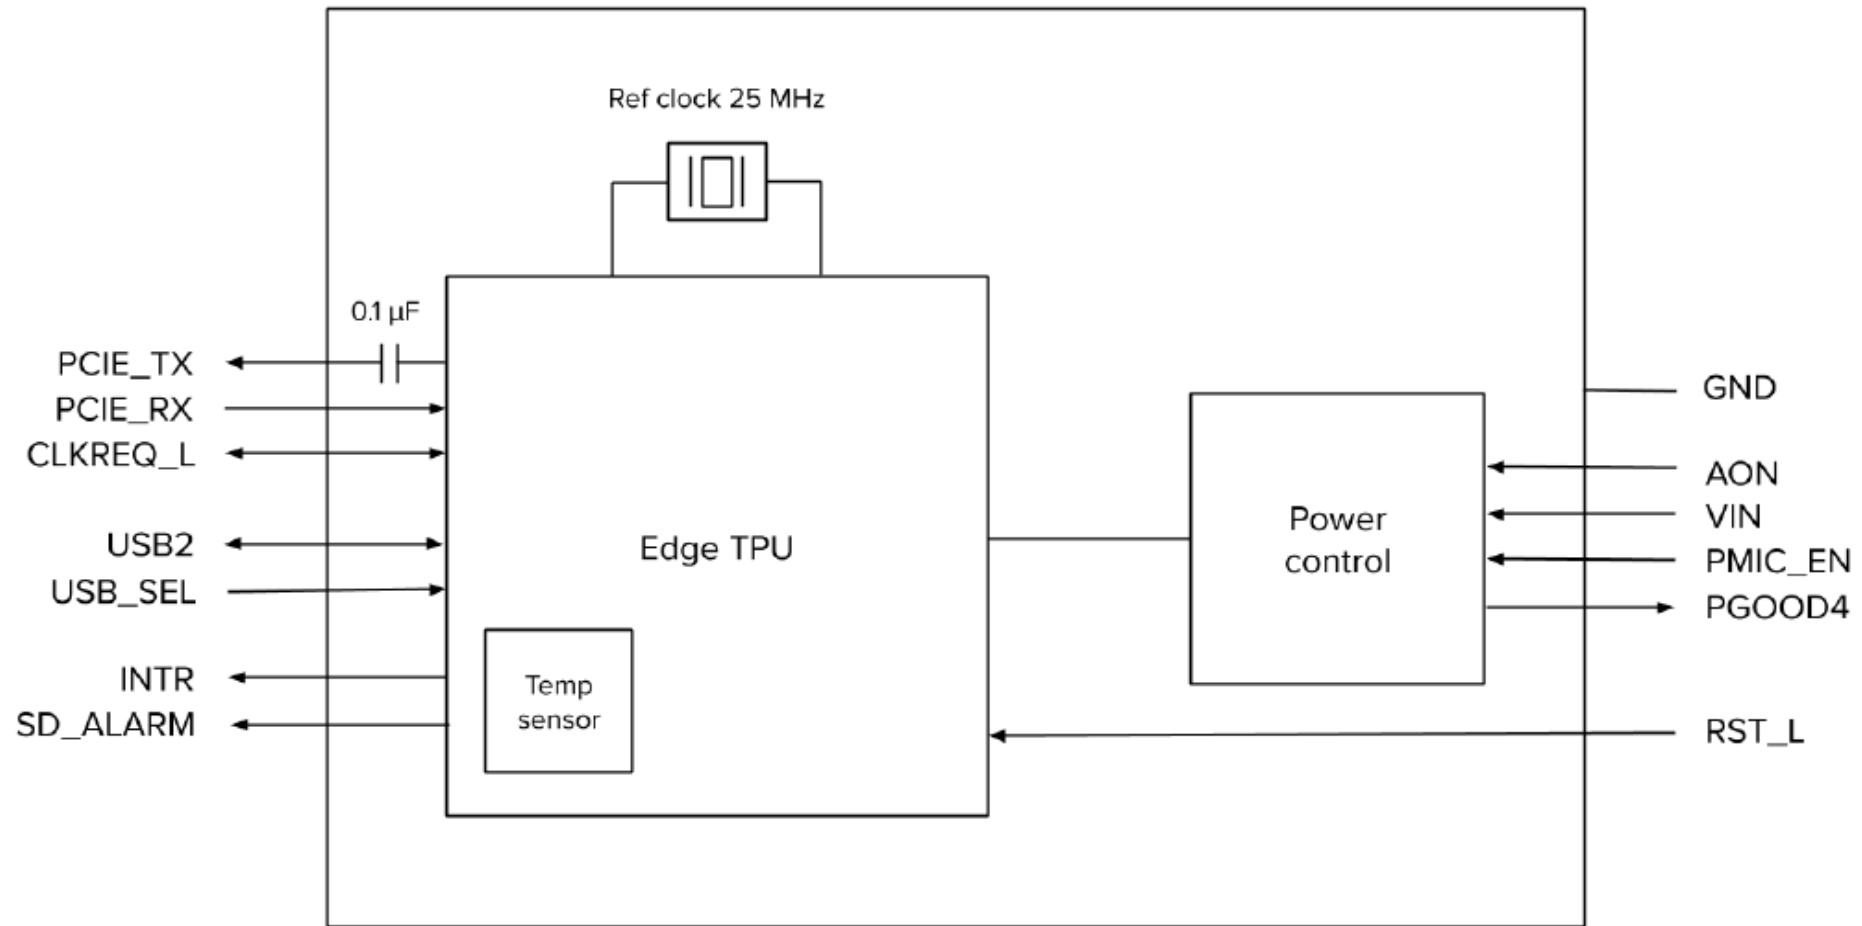 Ref clock 25 MHz
0.1 µF
PCIE_TX
PCIE_RX
CLKREQ_L
USB2
USB_SEL
INTR
SD_ALARM
Edge TPU
Temp
sensor
Power
control
GND
AON
VIN
PMIC_EN
PGOOD4
RST_L